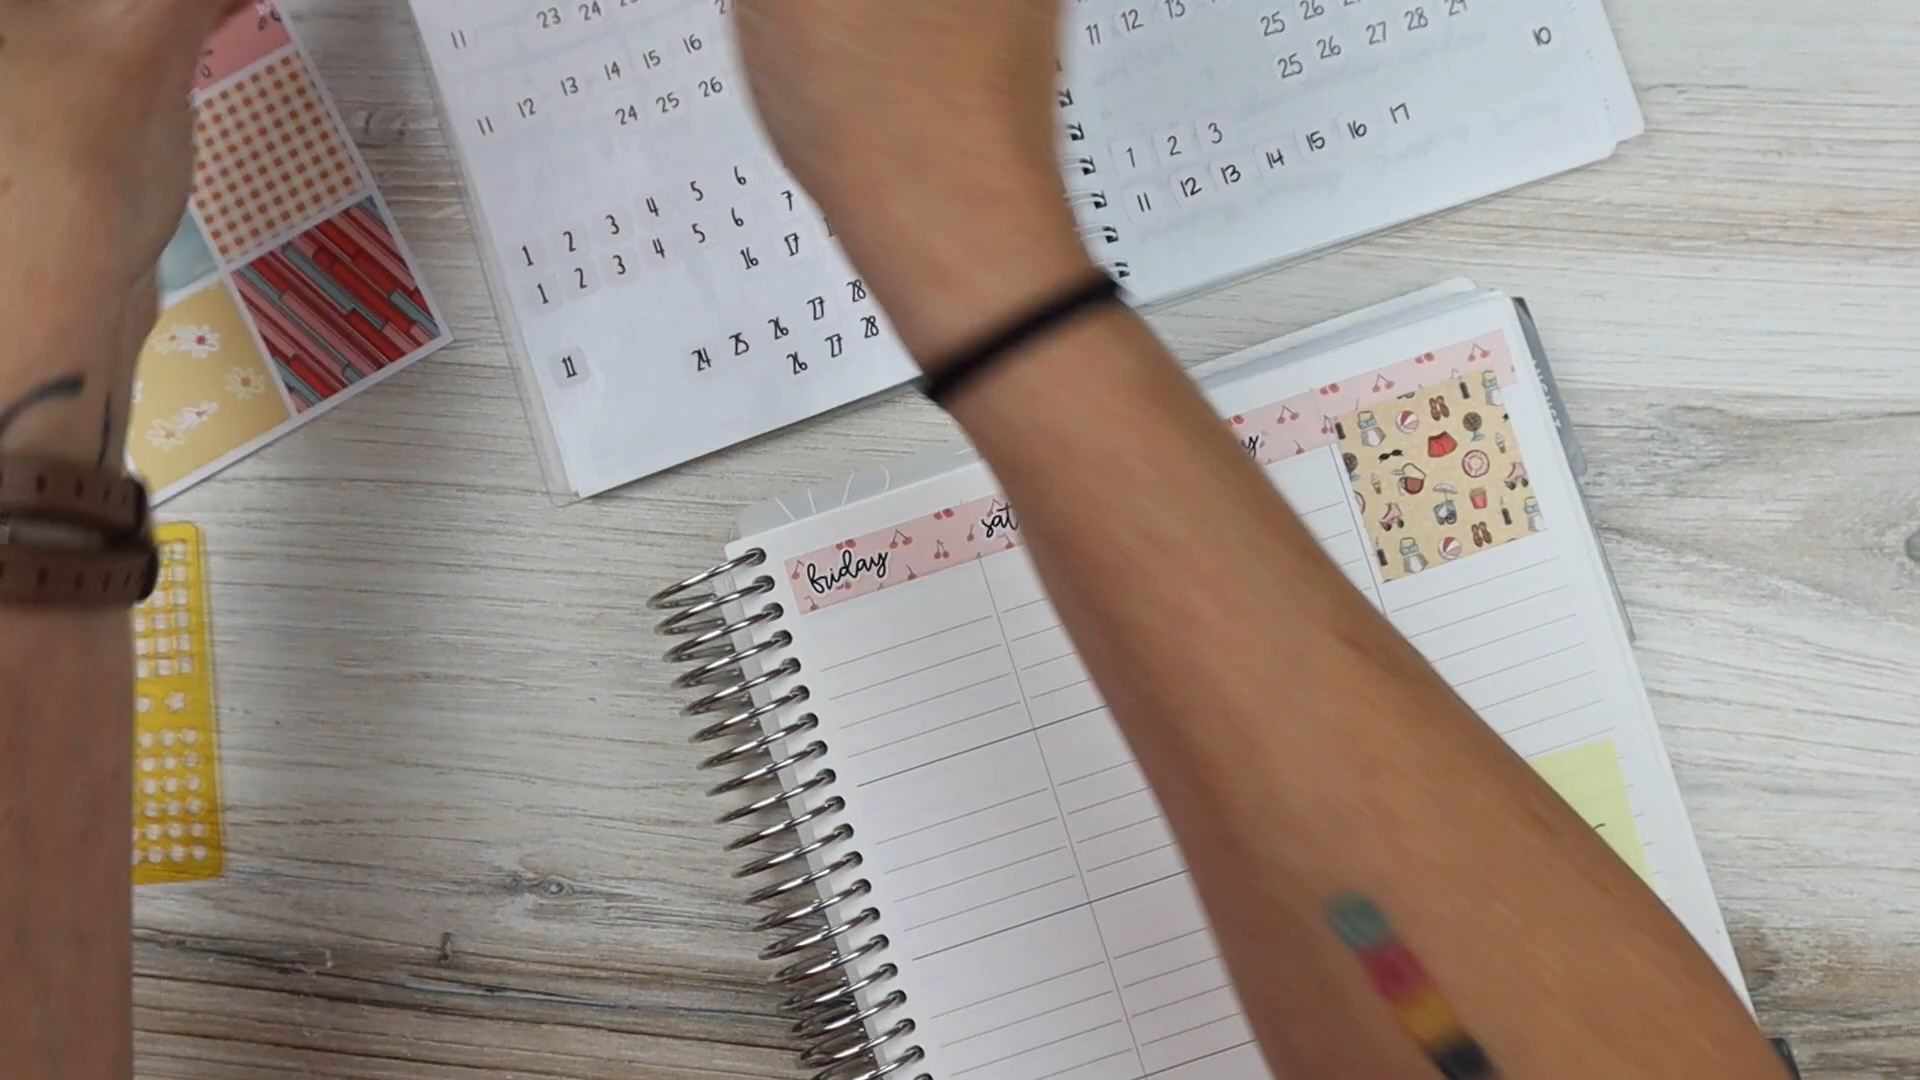 11 23 24
13 14 15 16
11 12 24 25 26
1 2 3 4 5 6
1 2 3 4 5 6 7
16 17
11 24 25 26 27 28
26 27 28
11 12 13 25 26
25 26 27 28 29
10
1 2 3
11 12 13 14 15 16 17
friday sat